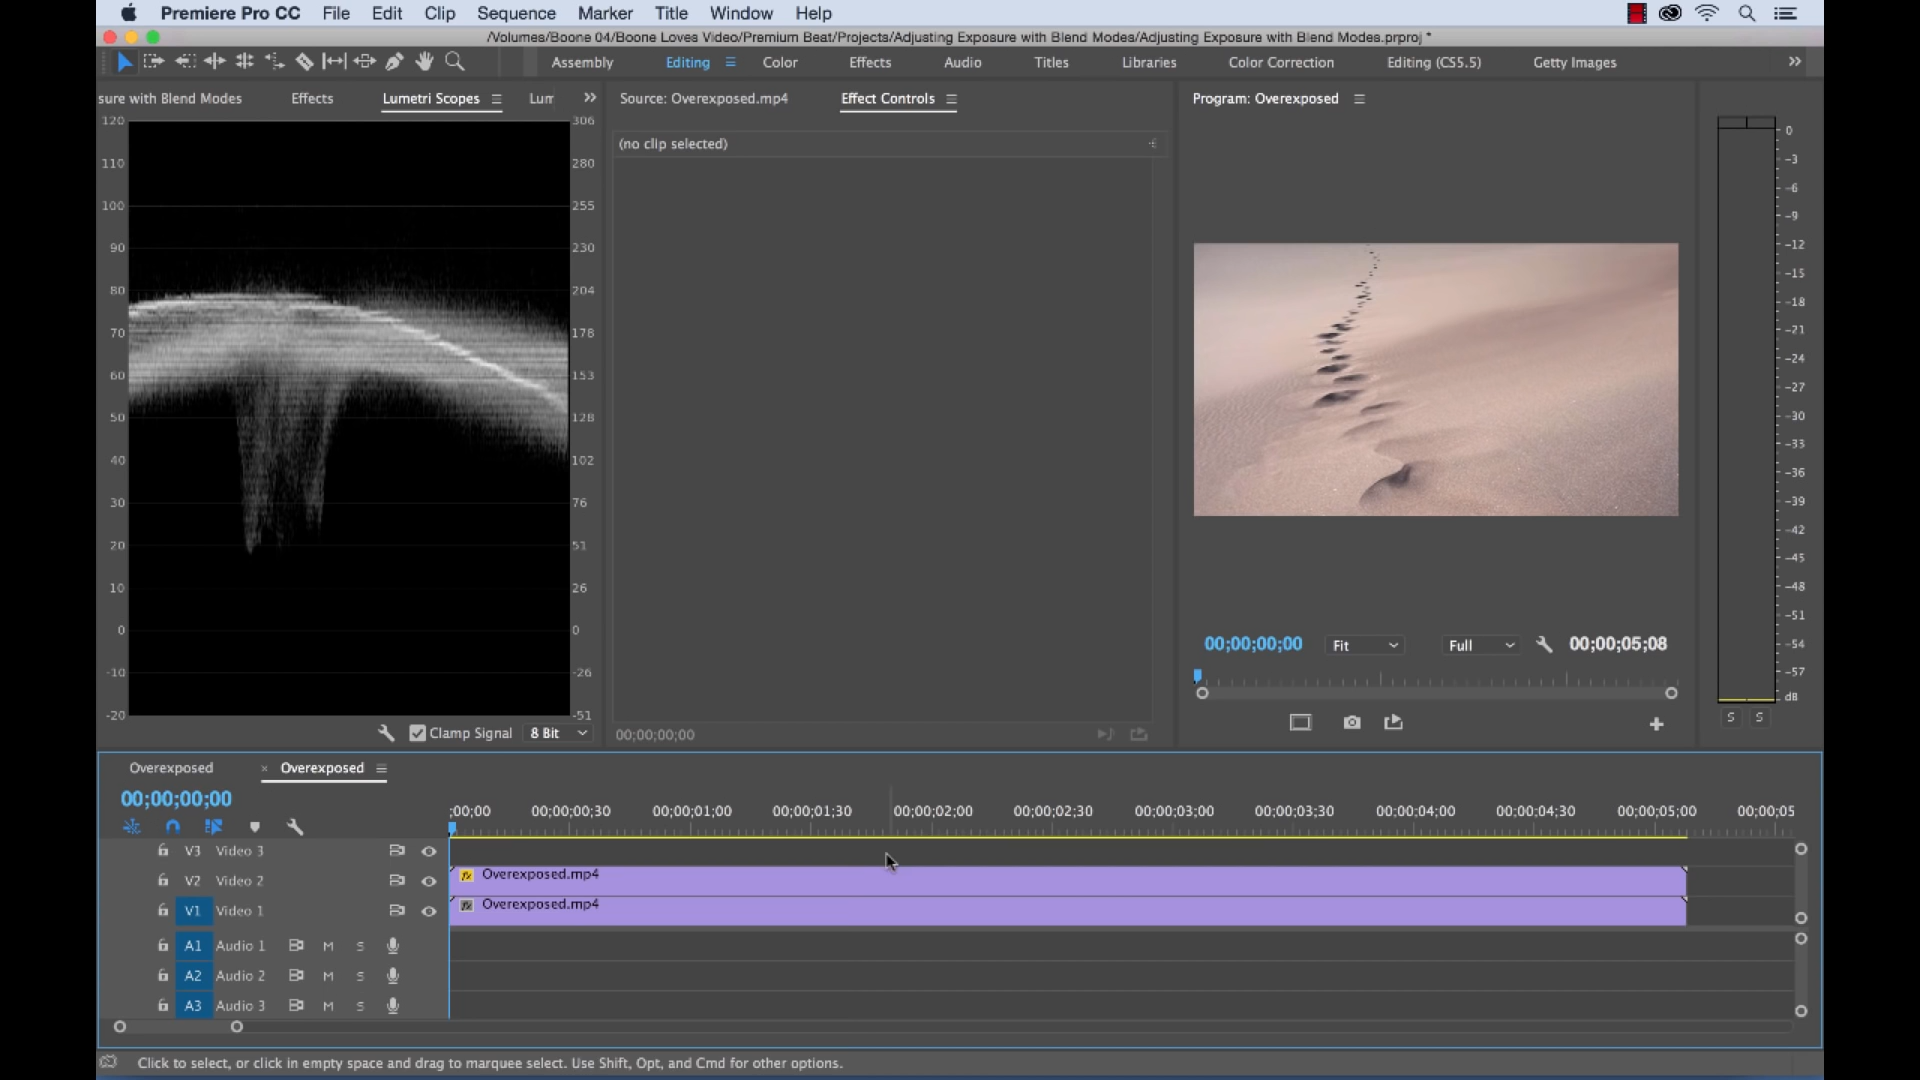 Premiere Pro CC File Edit Clip Sequence Marker Title Window Help
/Volumes/Boone 04/Boone Loves Video/Premium Beat/Projects/Adjusting Exposure with Blend Modes/Adjusting Exposure with Blend Modes.prproj *
Assembly Editing Color Effects Audio Titles Libraries Color Correction Editing (CS5.5) Getty Images
sure with Blend Modes Effects Lumetri Scopes Lum
Source: Overexposed.mp4 Effect Controls
Program: Overexposed
120 306
110 280
100 255
90 230
80 204
70 178
60 153
50 128
40 102
30 76
20 51
10 26
0 0
-10 -26
-20 -51
Clamp Signal 8 Bit
(no clip selected)
00;00;00;00
00;00;00;00 Fit Full 00;00;05;08
0
-3
-6
-9
-12
-15
-18
-21
-24
-27
-30
-33
-36
-39
-42
-45
-48
-51
-54
-57
dB
S S
Overexposed × Overexposed
00;00;00;00
;00;00 00;00;00;30 00;00;01;00 00;00;01;30 00;00;02;00 00;00;02;30 00;00;03;00 00;00;03;30 00;00;04;00 00;00;04;30 00;00;05;00 00;00;05
V3 Video 3
V2 Video 2 fx Overexposed.mp4
V1 Video 1 fx Overexposed.mp4
A1 Audio 1 M S
A2 Audio 2 M S
A3 Audio 3 M S
Click to select, or click in empty space and drag to marquee select. Use Shift, Opt, and Cmd for other options.